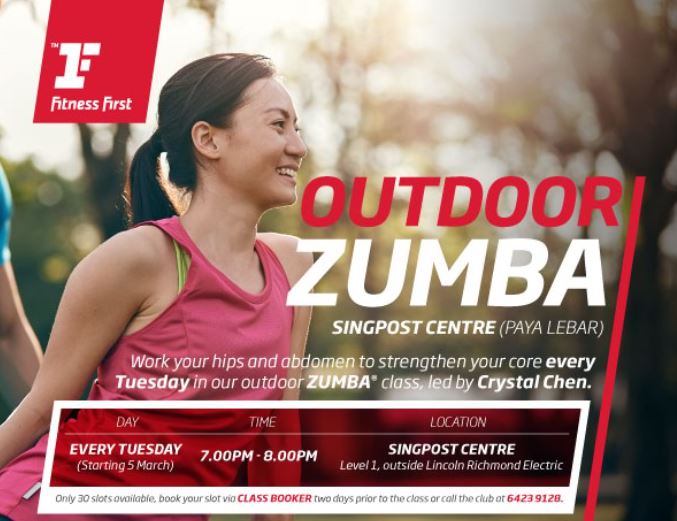 TM
Fitness First
OUTDOOR
ZUMBA
SINGPOST CENTRE (PAYA LEBAR)
Work your hips and abdomen to strengthen your core every
Tuesday in our outdoor ZUMBA® class, led by Crystal Chen.
DAY TIME LOCATION
EVERY TUESDAY 7.00PM - 8.00PM SINGPOST CENTRE
(Starting 5 March) Level 1, outside Lincoln Richmond Electric
Only 30 slots available, book your slot via CLASS BOOKER two days prior to the class or call the club at 6423 9128.